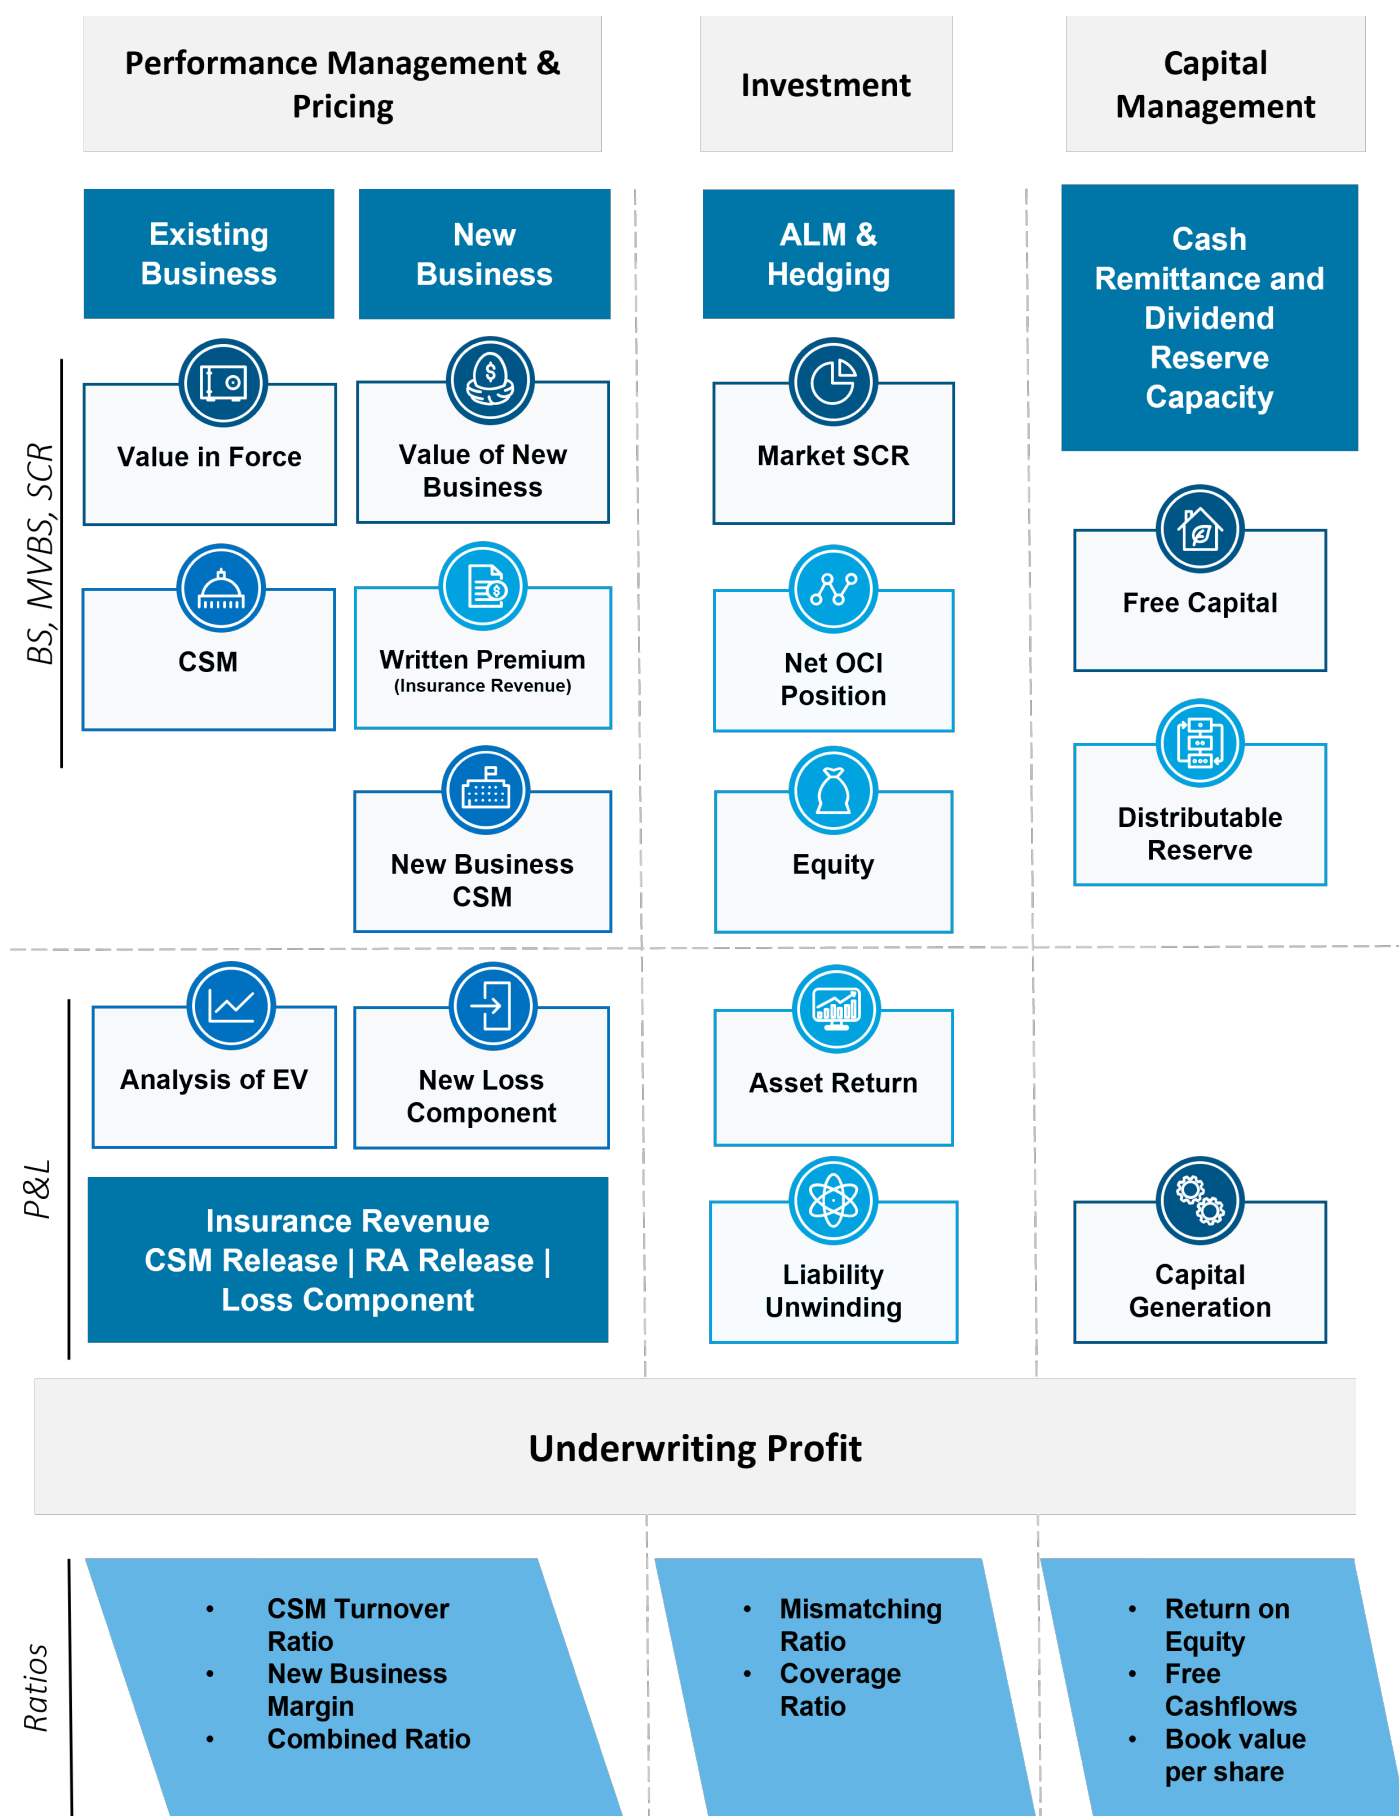 Performance Management &
Pricing
Investment
Capital
Management
Existing
Business
New
Business
ALM &
Hedging
Cash
Remittance and
Dividend
Reserve
Capacity
BS, MVBS, SCR
$
Value in Force
Value of New
Business
Market SCR
Free Capital
$
CSM
Written Premium
(Insurance Revenue)
Net OCI
Position
Distributable
Reserve
New Business
CSM
Equity
P&L
Analysis of EV
New Loss
Component
Asset Return
Insurance Revenue
CSM Release | RA Release |
Loss Component
Liability
Unwinding
Capital
Generation
Underwriting Profit
Ratios
• CSM Turnover
Ratio
• New Business
Margin
• Combined Ratio
• Mismatching
Ratio
• Coverage
Ratio
• Return on
Equity
• Free
Cashflows
• Book value
per share